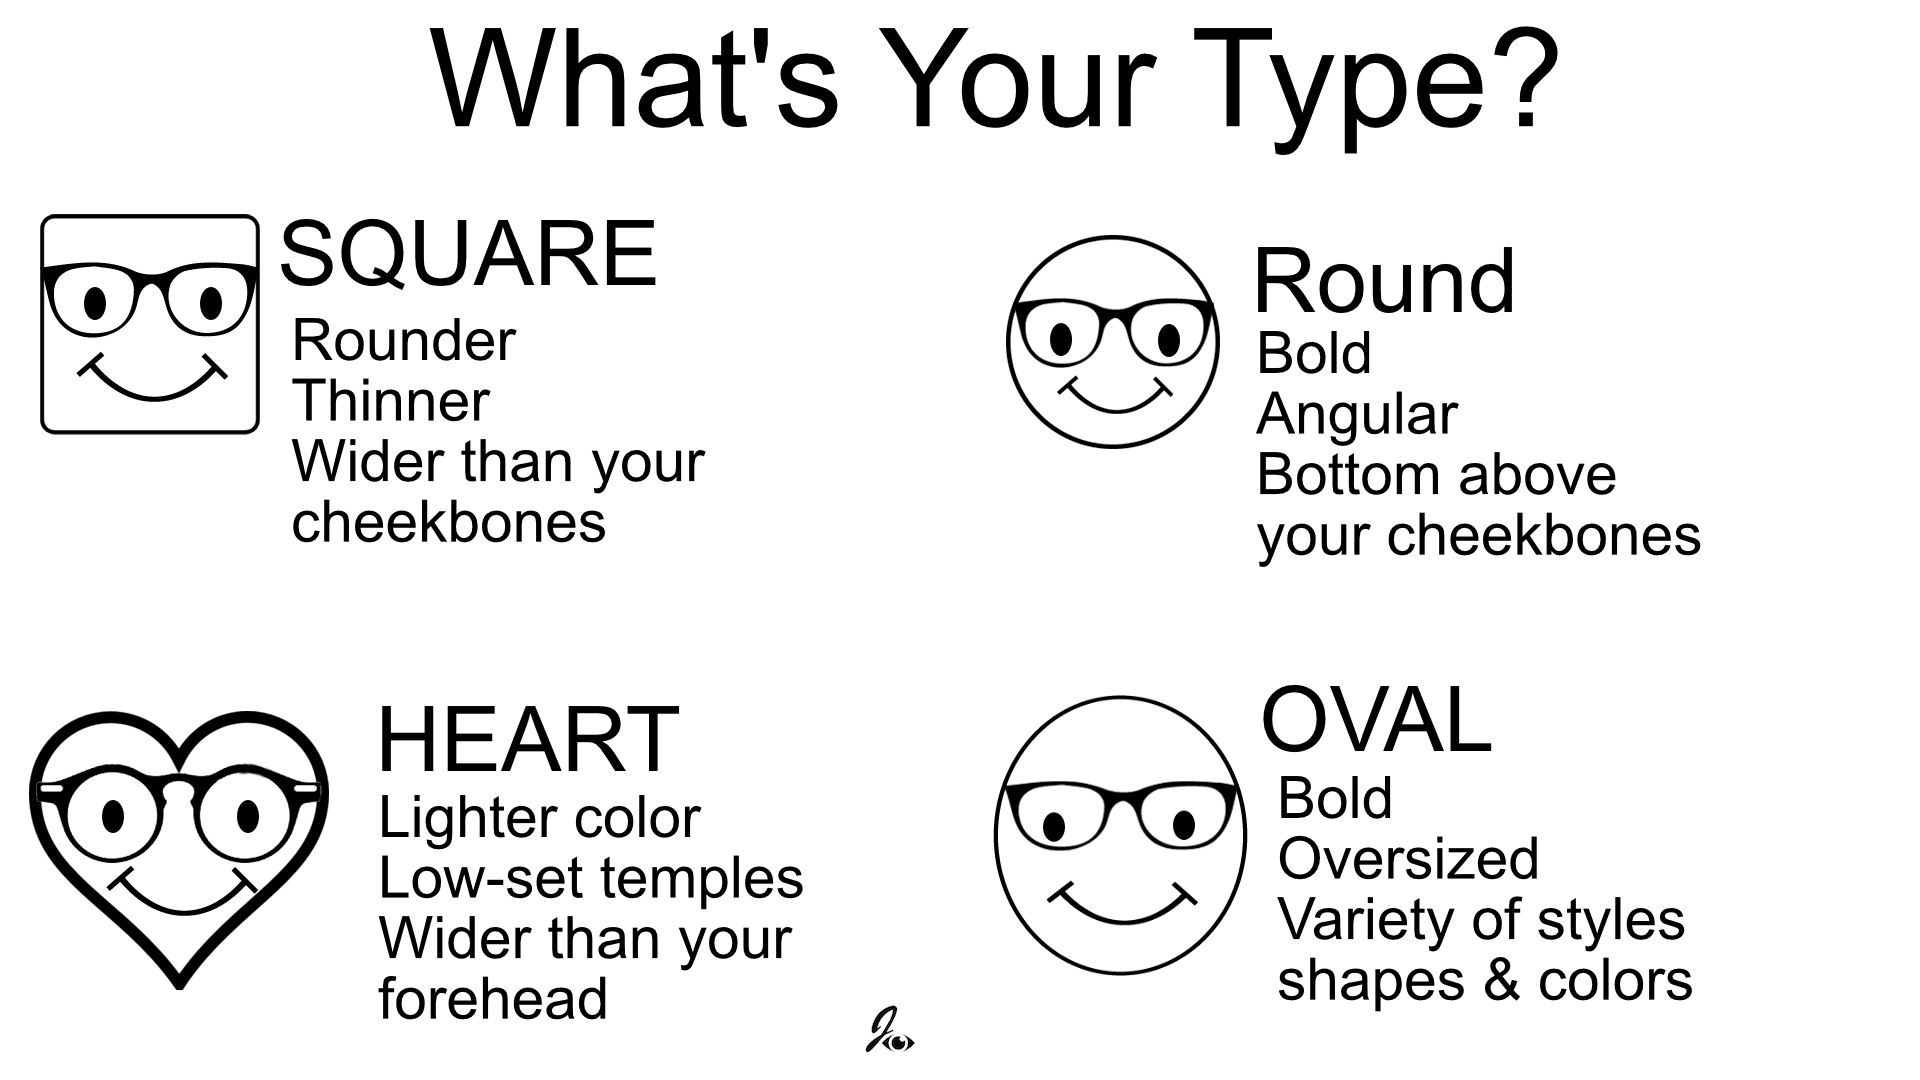 What's Your Type?
SQUARE
Rounder
Thinner
Wider than your
cheekbones
Round
Bold
Angular
Bottom above
your cheekbones
HEART
Lighter color
Low-set temples
Wider than your
forehead
OVAL
Bold
Oversized
Variety of styles
shapes & colors